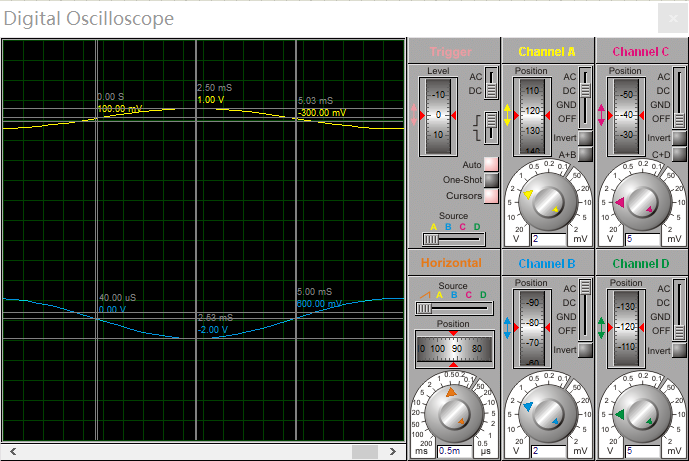 Digital Oscilloscope
×
0.00 S
100.00 mV
2.50 mS
1.00 V
5.03 mS
-300.00 mV
40.00 uS
0.00 V
2.53 mS
-2.00 V
5.00 mS
600.00 mV
Trigger
Level
-10
0
10
AC
DC
Auto
One-Shot
Cursors
Source
A B C D
Channel A
Position
110
120
130
140
AC
DC
GND
OFF
Invert
A+B
5 2 1 0.5 0.2 0.1 50 20 10 5 2
10
20
V 2 mV
Channel C
Position
-50
-40
-30
AC
DC
GND
OFF
Invert
C+D
5 2 1 0.5 0.2 0.1 50 20 10 5 2
10
20
V 5 mV
Horizontal
Source
A B C D
Position
0 100 90 80
200 100 50 20 10 5 2 1 0.5 0.2 0.1 50 20 10 5 2 1 0.5
ms 0.5m µs
Channel B
Position
-90
-80
-70
-60
AC
DC
GND
OFF
Invert
5 2 1 0.5 0.2 0.1 50 20 10 5 2
10
20
V 2 mV
Channel D
Position
-130
-120
-110
AC
DC
GND
OFF
Invert
5 2 1 0.5 0.2 0.1 50 20 10 5 2
10
20
V 5 mV